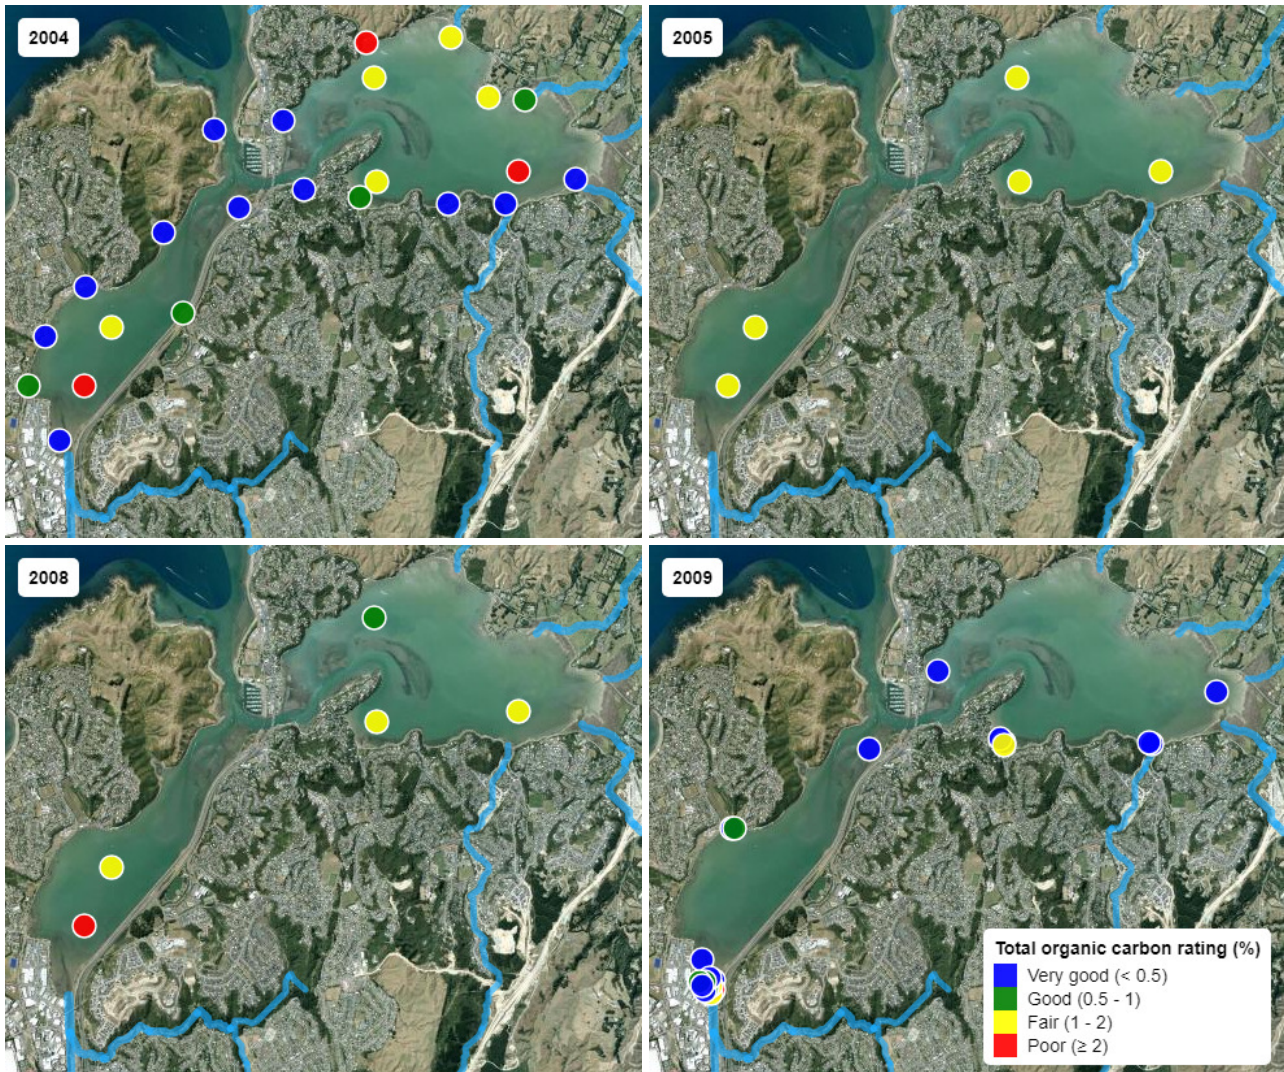 2004
2005
2008
2009
Total organic carbon rating (%)
Very good (< 0.5)
Good (0.5 - 1)
Fair (1 - 2)
Poor (≥ 2)